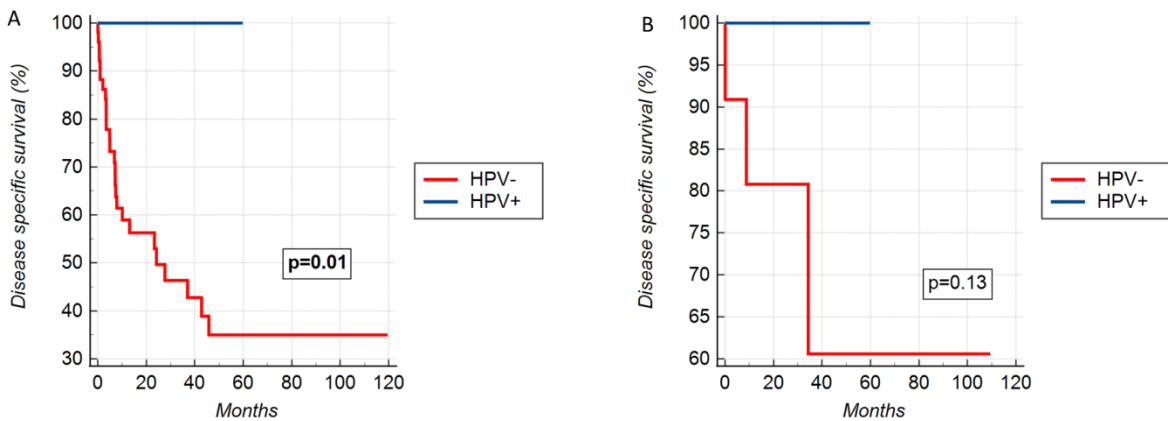 A
Disease specific survival (%)
100
90
80
70
60
50
40
30
0 20 40 60 80 100 120
Months
p=0.01
HPV-
HPV+
B
Disease specific survival (%)
100
95
90
85
80
75
70
65
60
0 20 40 60 80 100 120
Months
p=0.13
HPV-
HPV+